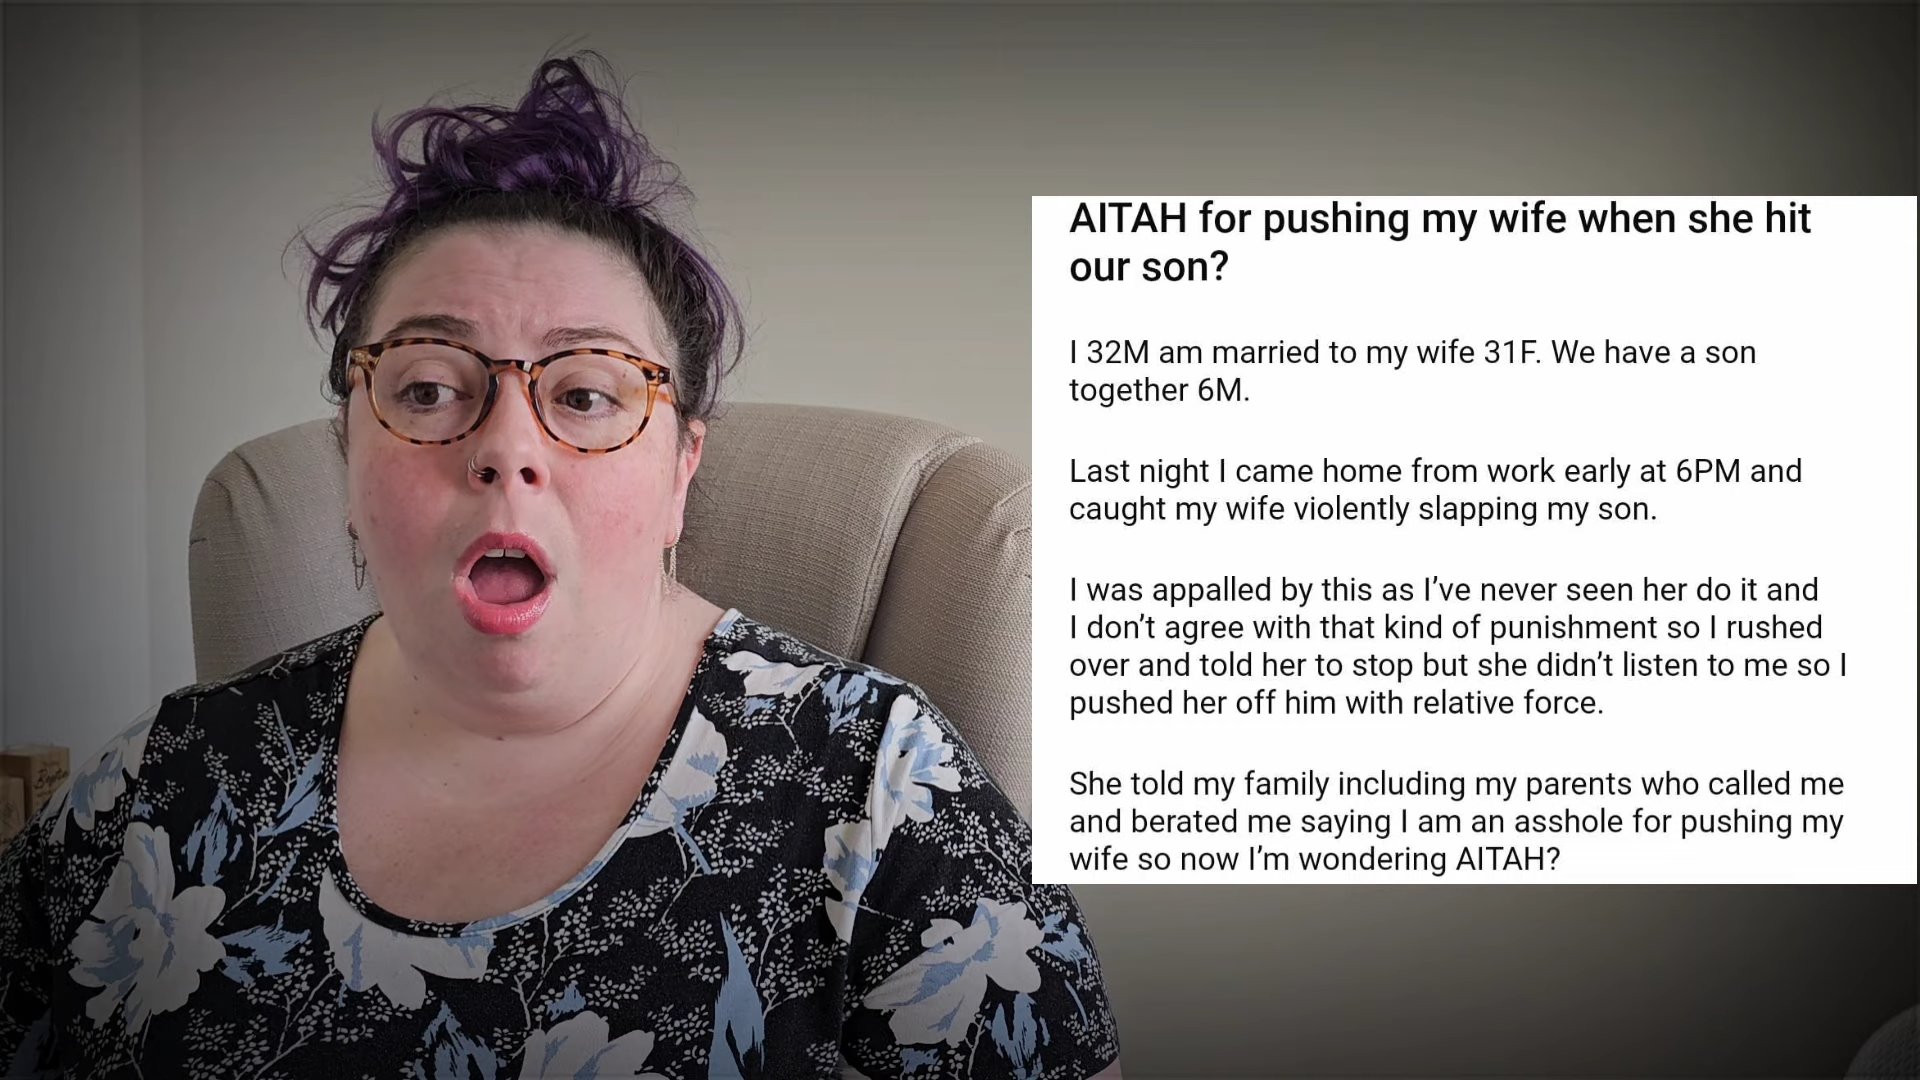 AITAH for pushing my wife when she hit
our son?
I 32M am married to my wife 31F. We have a son
together 6M.
Last night I came home from work early at 6PM and
caught my wife violently slapping my son.
I was appalled by this as I’ve never seen her do it and
I don’t agree with that kind of punishment so I rushed
over and told her to stop but she didn’t listen to me so I
pushed her off him with relative force.
She told my family including my parents who called me
and berated me saying I am an asshole for pushing my
wife so now I’m wondering AITAH?